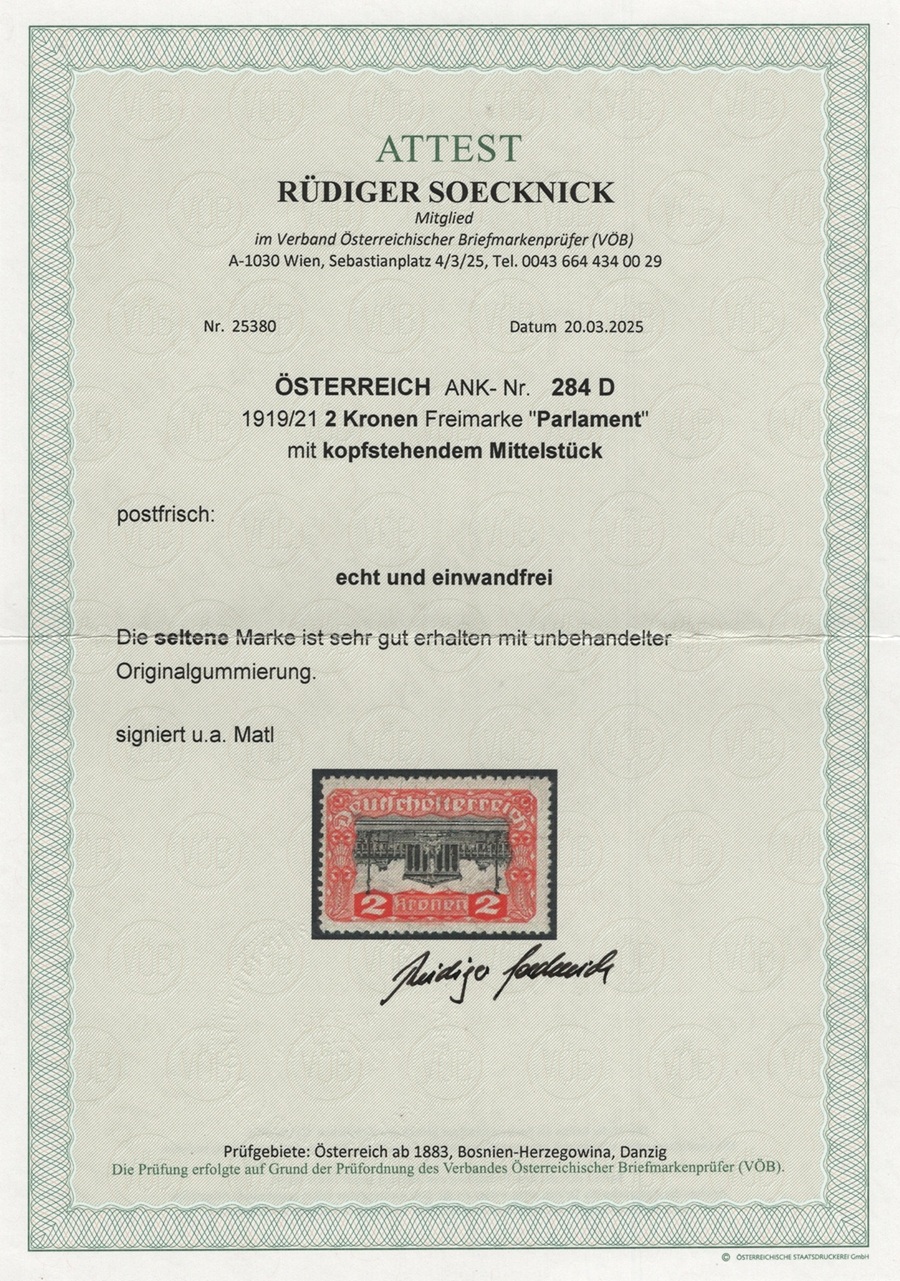 ATTEST
RÜDIGER SOECKNICK
Mitglied
im Verband Österreichischer Briefmarkenprüfer (VÖB)
A-1030 Wien, Sebastianplatz 4/3/25, Tel. 0043 664 434 00 29
Nr. 25380 Datum 20.03.2025
ÖSTERREICH ANK- Nr. 284 D
1919/21 2 Kronen Freimarke "Parlament"
mit kopfstehendem Mittelstück
postfrisch:
echt und einwandfrei
Die seltene Marke ist sehr gut erhalten mit unbehandelter
Originalgummierung.
signiert u.a. Matl
Deutschösterreich
2 Kronen 2
Rüdiger Soecknick
Prüfgebiete: Österreich ab 1883, Bosnien-Herzegowina, Danzig
Die Prüfung erfolgte auf Grund der Prüfordnung des Verbandes Österreichischer Briefmarkenprüfer (VÖB).
© ÖSTERREICHISCHE STAATSDRUCKEREI GmbH